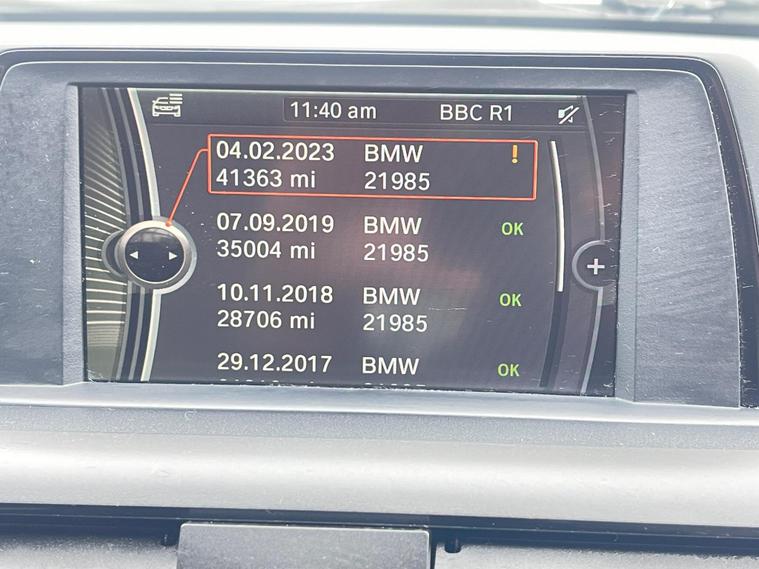 11:40 am BBC R1
04.02.2023 BMW !
41363 mi 21985
07.09.2019 BMW OK
35004 mi 21985
10.11.2018 BMW OK
28706 mi 21985
29.12.2017 BMW OK